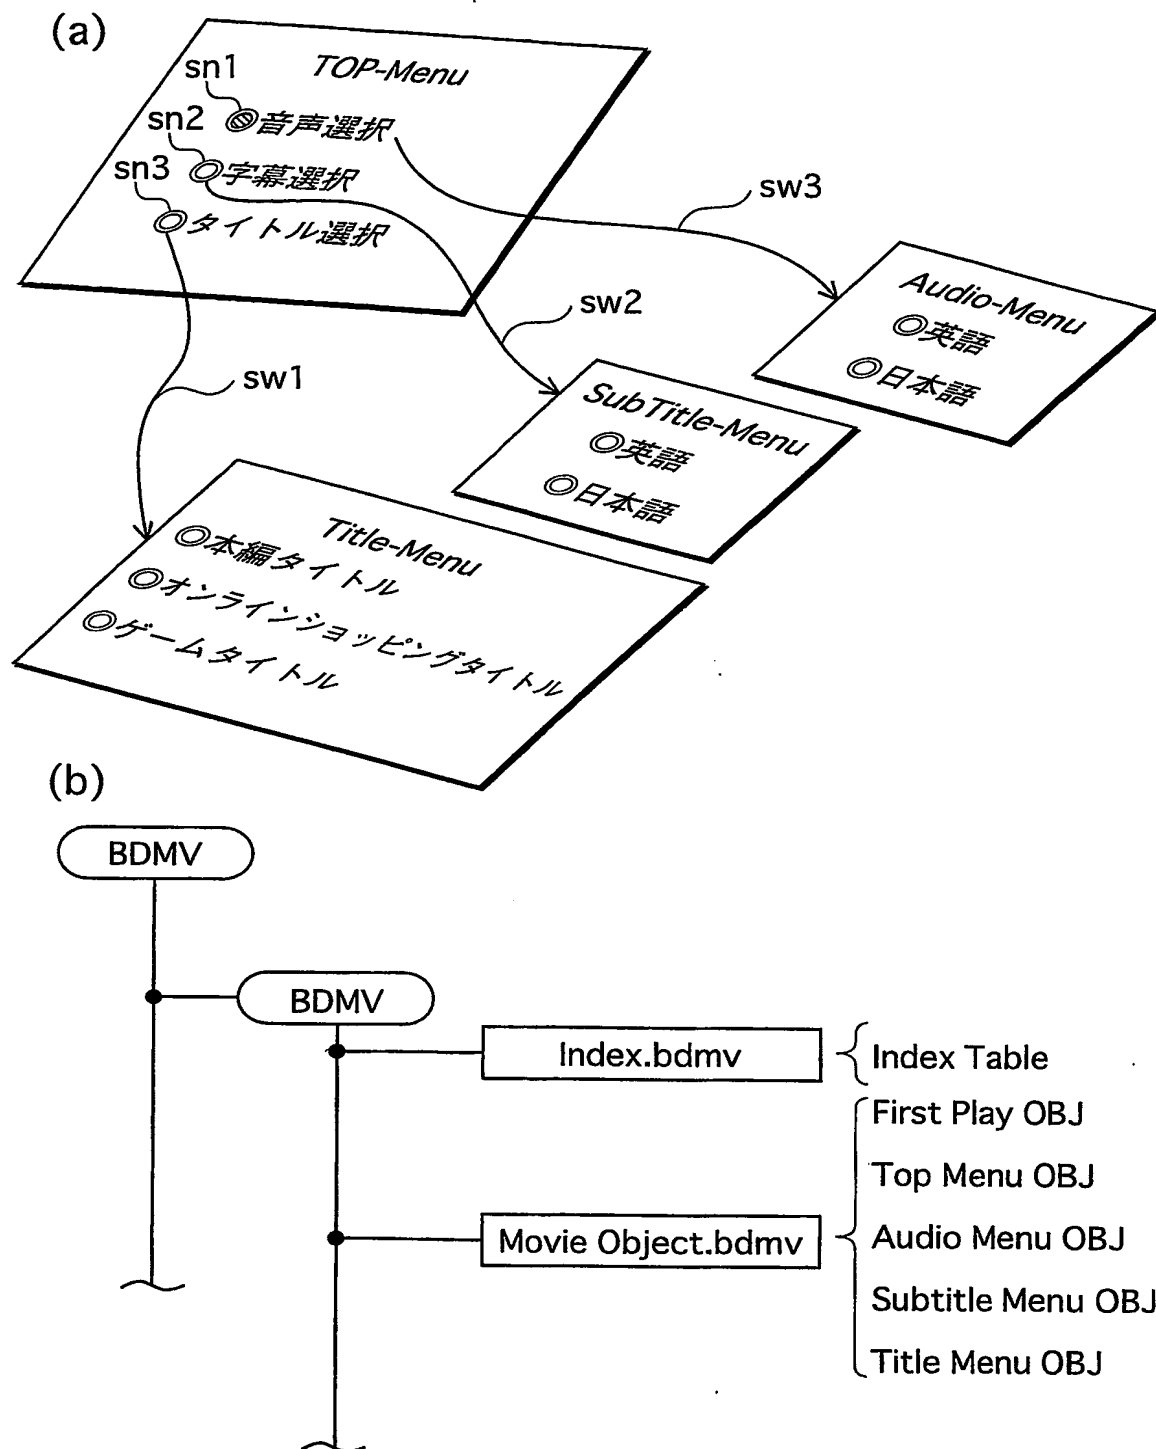 (a)
TOP-Menu
sn1
◎音声選択
sn2
◎字幕選択
sn3
◎タイトル選択
sw3
sw2
sw1
Audio-Menu
◎英語
◎日本語
SubTitle-Menu
◎英語
◎日本語
Title-Menu
◎本編タイトル
◎オンラインショッピングタイトル
◎ゲームタイトル
(b)
BDMV
BDMV
Index.bdmv
Index Table
First Play OBJ
Top Menu OBJ
Movie Object.bdmv
Audio Menu OBJ
Subtitle Menu OBJ
Title Menu OBJ